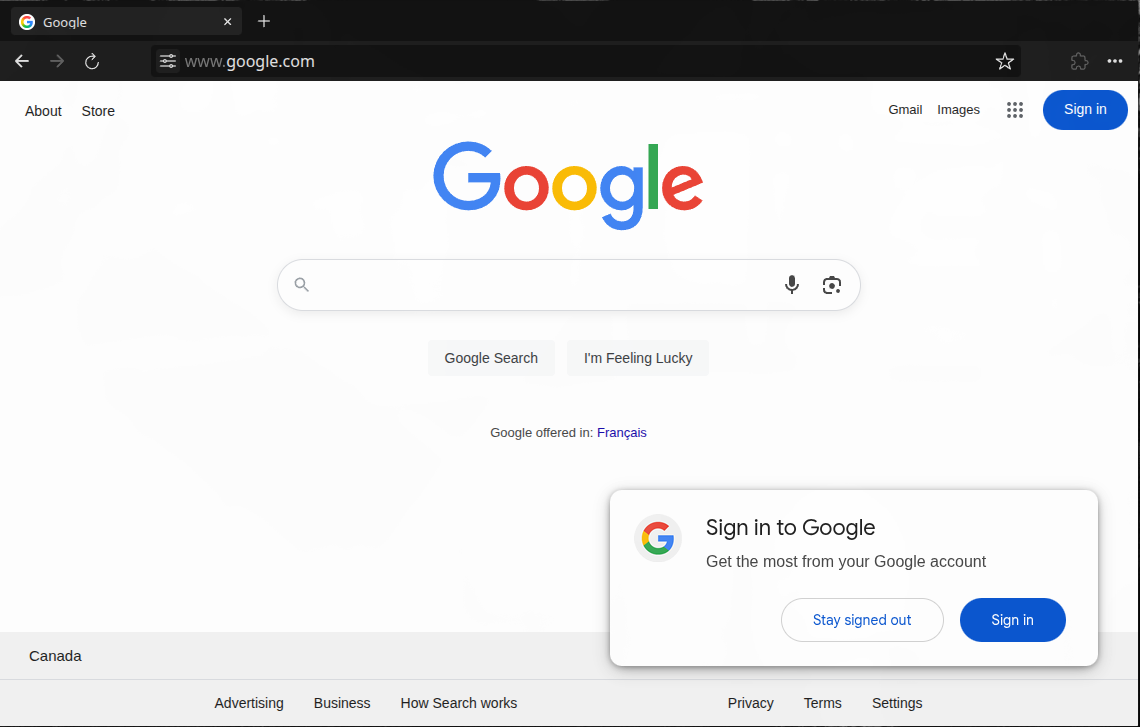 Google
www.google.com
About Store
Gmail Images Sign in
Google
Google Search I'm Feeling Lucky
Google offered in: Français
Sign in to Google
Get the most from your Google account
Stay signed out Sign in
Canada
Advertising Business How Search works Privacy Terms Settings